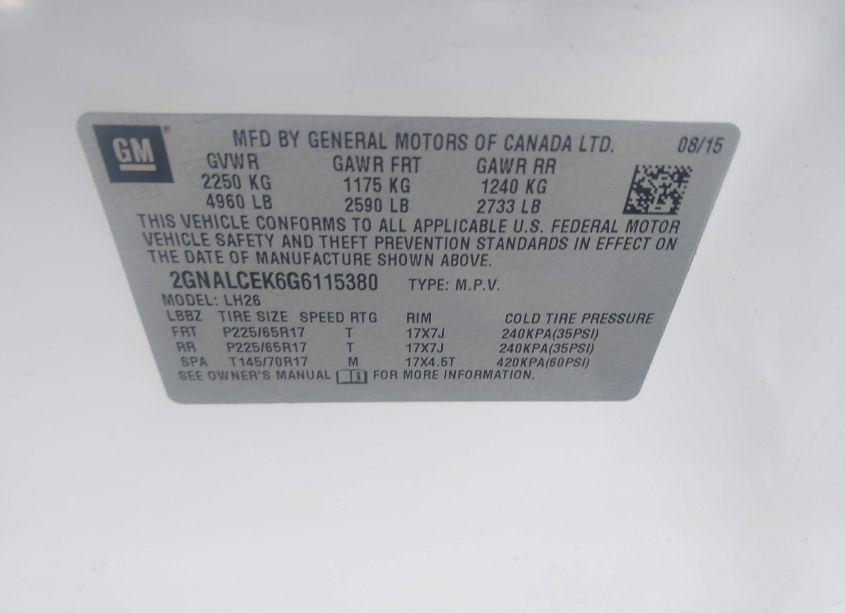 GM ® MFD BY GENERAL MOTORS OF CANADA LTD. 08/15
GVWR GAWR FRT GAWR RR
2250 KG 1175 KG 1240 KG
4960 LB 2590 LB 2733 LB
THIS VEHICLE CONFORMS TO ALL APPLICABLE U.S. FEDERAL MOTOR
VEHICLE SAFETY AND THEFT PREVENTION STANDARDS IN EFFECT ON
THE DATE OF MANUFACTURE SHOWN ABOVE.
2GNALCEK6G6115380 TYPE: M.P.V.
MODEL: LH26
LBBZ TIRE SIZE SPEED RTG RIM COLD TIRE PRESSURE
FRT P225/65R17 T 17X7J 240KPA(35PSI)
RR P225/65R17 T 17X7J 240KPA(35PSI)
SPA T145/70R17 M 17X4.5T 420KPA(60PSI)
SEE OWNER'S MANUAL FOR MORE INFORMATION.